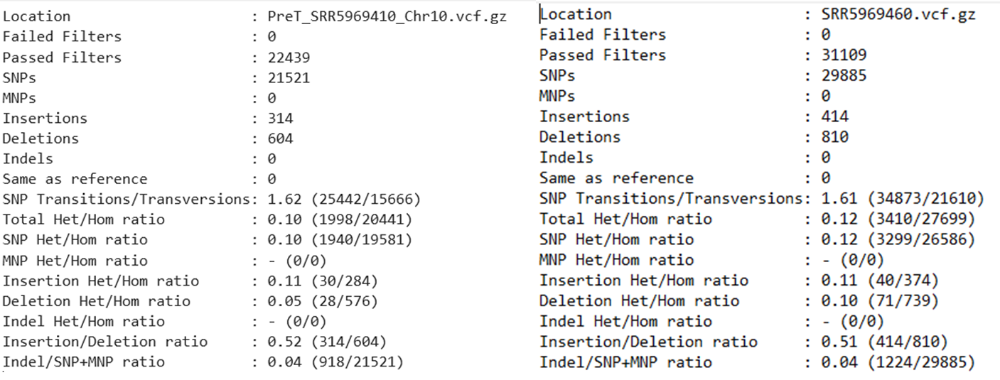 Location : PreT_SRR5969410_Chr10.vcf.gz
Failed Filters : 0
Passed Filters : 22439
SNPs : 21521
MNPs : 0
Insertions : 314
Deletions : 604
Indels : 0
Same as reference : 0
SNP Transitions/Transversions: 1.62 (25442/15666)
Total Het/Hom ratio : 0.10 (1998/20441)
SNP Het/Hom ratio : 0.10 (1940/19581)
MNP Het/Hom ratio : - (0/0)
Insertion Het/Hom ratio : 0.11 (30/284)
Deletion Het/Hom ratio : 0.05 (28/576)
Indel Het/Hom ratio : - (0/0)
Insertion/Deletion ratio : 0.52 (314/604)
Indel/SNP+MNP ratio : 0.04 (918/21521)
Location : SRR5969460.vcf.gz
Failed Filters : 0
Passed Filters : 31109
SNPs : 29885
MNPs : 0
Insertions : 414
Deletions : 810
Indels : 0
Same as reference : 0
SNP Transitions/Transversions: 1.61 (34873/21610)
Total Het/Hom ratio : 0.12 (3410/27699)
SNP Het/Hom ratio : 0.12 (3299/26586)
MNP Het/Hom ratio : - (0/0)
Insertion Het/Hom ratio : 0.11 (40/374)
Deletion Het/Hom ratio : 0.10 (71/739)
Indel Het/Hom ratio : - (0/0)
Insertion/Deletion ratio : 0.51 (414/810)
Indel/SNP+MNP ratio : 0.04 (1224/29885)